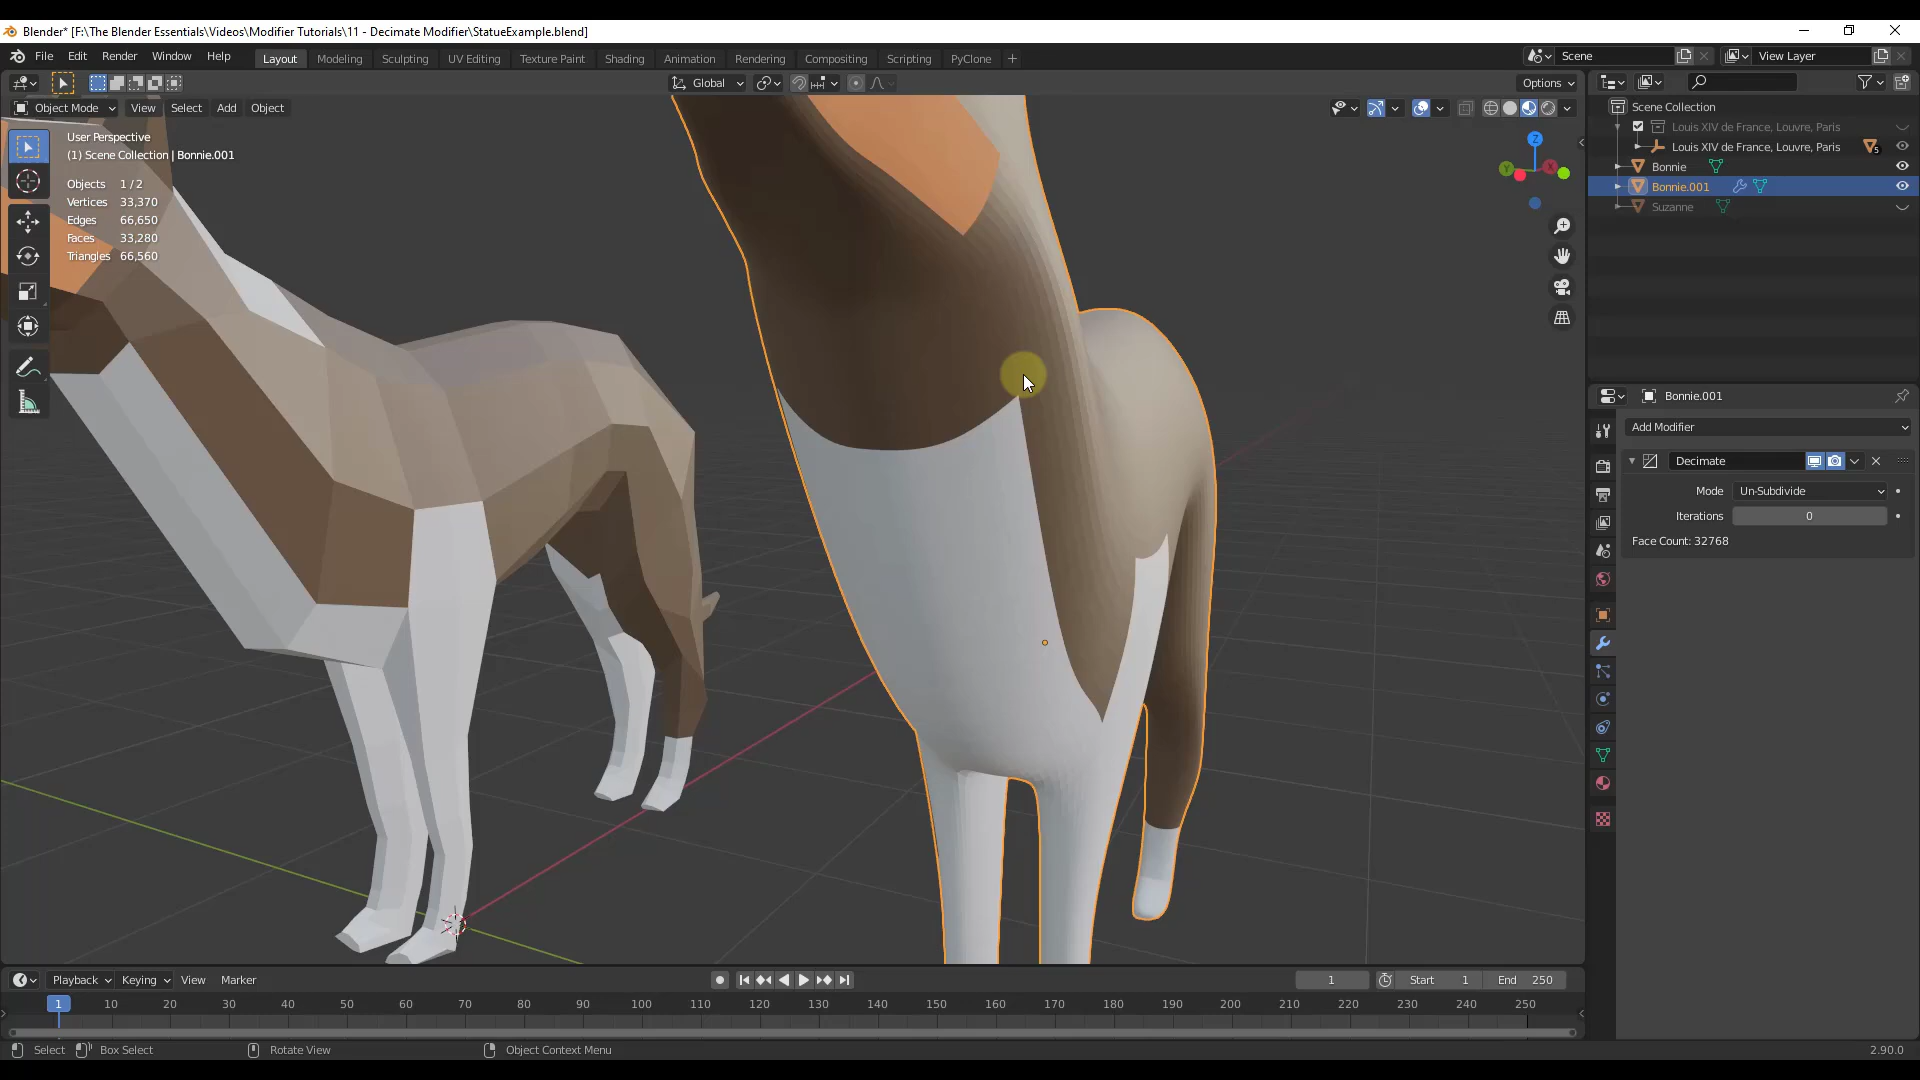 Blender* [F:\The Blender Essentials\Videos\Modifier Tutorials\11 - Decimate Modifier\StatueExample.blend]
File Edit Render Window Help Layout Modeling Sculpting UV Editing Texture Paint Shading Animation Rendering Compositing Scripting PyClone + Scene View Layer
Global Options
Object Mode View Select Add Object
User Perspective
(1) Scene Collection | Bonnie.001
Objects 1 / 2
Vertices 33,370
Edges 66,650
Faces 33,280
Triangles 66,560
Z
Y
X
Scene Collection
Louis XIV de France, Louvre, Paris
Louis XIV de France, Louvre, Paris 5
Bonnie
Bonnie.001
Suzanne
Bonnie.001
Add Modifier
Decimate
Mode Un-Subdivide
Iterations 0
Face Count: 32768
Playback Keying View Marker 1 Start 1 End 250
1 10 20 30 40 50 60 70 80 90 100 110 120 130 140 150 160 170 180 190 200 210 220 230 240 250
Select Box Select Rotate View Object Context Menu 2.90.0